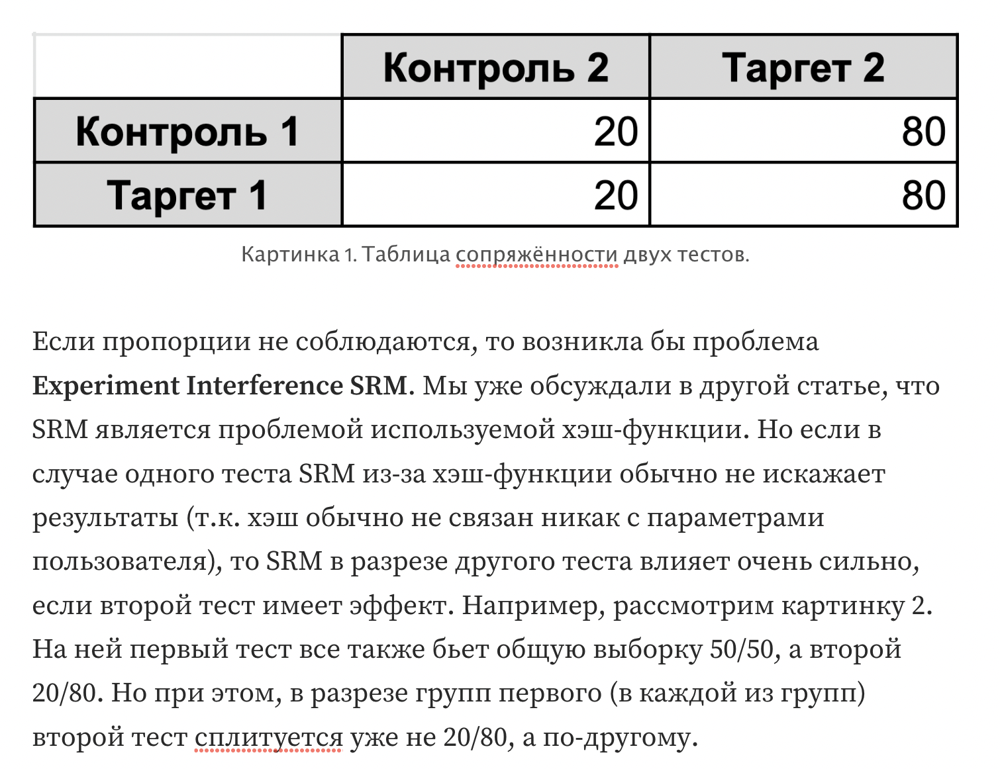 Контроль 2 Таргет 2
Контроль 1 20 80
Таргет 1 20 80
Картинка 1. Таблица сопряжённости двух тестов.
Если пропорции не соблюдаются, то возникла бы проблема
Experiment Interference SRM. Мы уже обсуждали в другой статье, что
SRM является проблемой используемой хэш-функции. Но если в
случае одного теста SRM из-за хэш-функции обычно не искажает
результаты (т.к. хэш обычно не связан никак с параметрами
пользователя), то SRM в разрезе другого теста влияет очень сильно,
если второй тест имеет эффект. Например, рассмотрим картинку 2.
На ней первый тест все также бьет общую выборку 50/50, а второй
20/80. Но при этом, в разрезе групп первого (в каждой из групп)
второй тест сплитуется уже не 20/80, а по-другому.